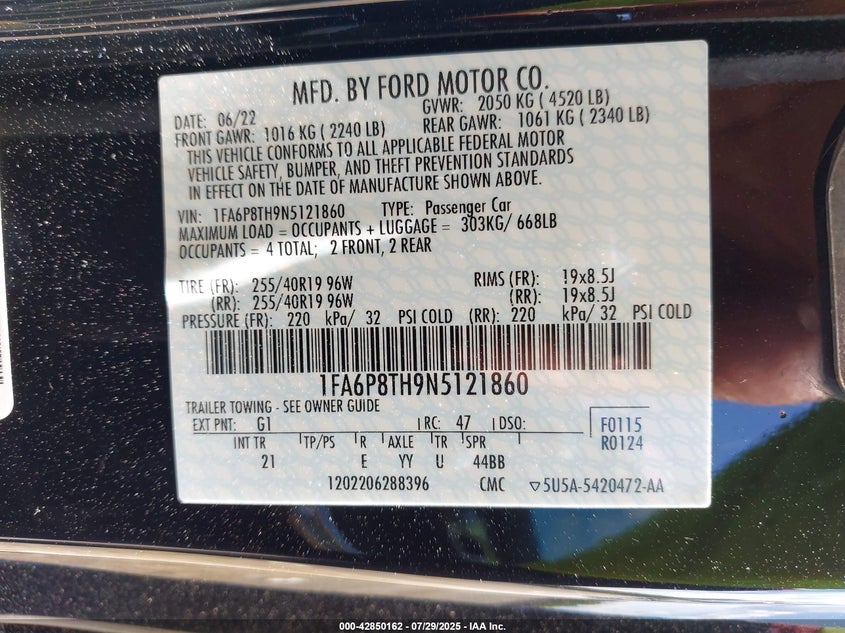 MFD. BY FORD MOTOR CO.
DATE: 06/22 GVWR: 2050 KG ( 4520 LB)
FRONT GAWR: 1016 KG ( 2240 LB) REAR GAWR: 1061 KG ( 2340 LB)
THIS VEHICLE CONFORMS TO ALL APPLICABLE FEDERAL MOTOR
VEHICLE SAFETY, BUMPER, AND THEFT PREVENTION STANDARDS
IN EFFECT ON THE DATE OF MANUFACTURE SHOWN ABOVE.
VIN: 1FA6P8TH9N5121860 TYPE: Passenger Car
MAXIMUM LOAD = OCCUPANTS + LUGGAGE = 303KG/ 668LB
OCCUPANTS = 4 TOTAL; 2 FRONT, 2 REAR
TIRE (FR): 255/40R19 96W RIMS (FR): 19x8.5J
(RR): 255/40R19 96W (RR): 19x8.5J
PRESSURE (FR): 220 kPa/ 32 PSI COLD (RR): 220 kPa/ 32 PSI COLD
1FA6P8TH9N5121860
TRAILER TOWING - SEE OWNER GUIDE
EXT PNT: G1 RC: 47 DSO: F0115
INT TR TP/PS R AXLE TR SPR R0124
21 E YY U 44BB
1202206288396 CMC ▽5U5A-5420472-AA
000-42850162 - 07/29/2025 - IAA Inc.